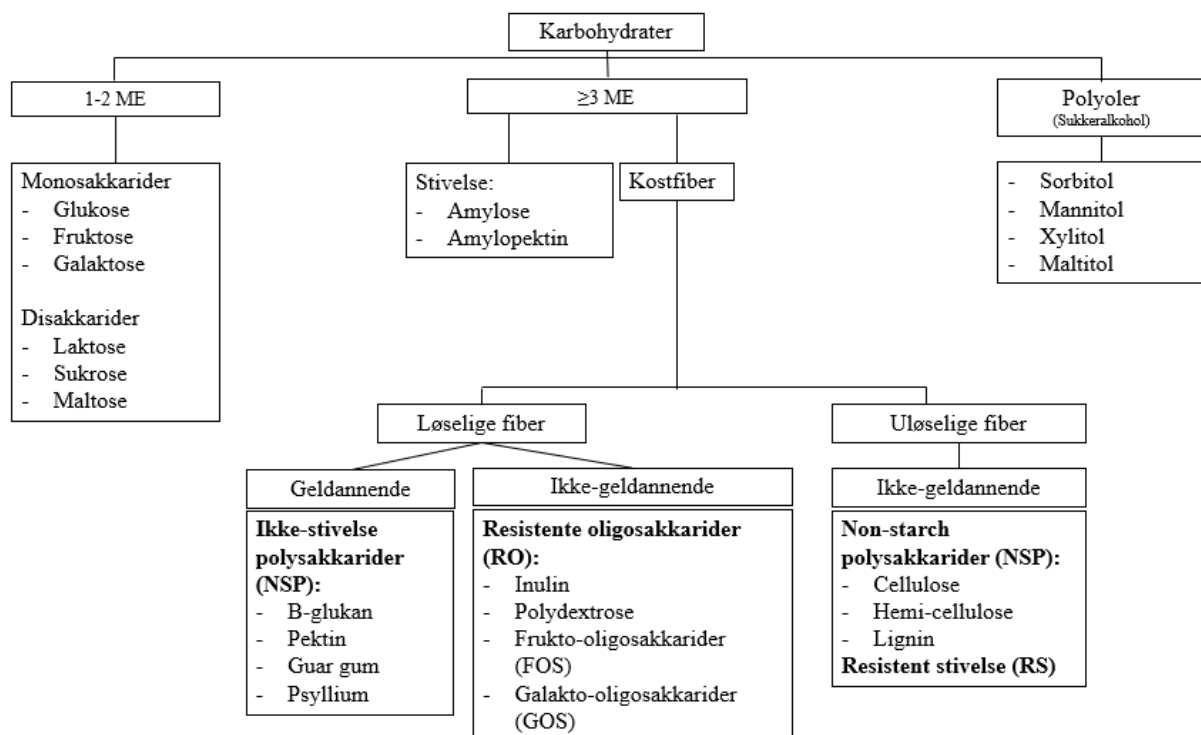 Karbohydrater
1-2 ME
≥3 ME
Polyoler
(Sukkeralkohol)
Monosakkarider
- Glukose
- Fruktose
- Galaktose
Disakkarider
- Laktose
- Sukrose
- Maltose
Stivelse:
- Amylose
- Amylopektin
Kostfiber
- Sorbitol
- Mannitol
- Xylitol
- Maltitol
Løselige fiber
Uløselige fiber
Geldannende
Ikke-stivelse
polysakkarider
(NSP):
- B-glukan
- Pektin
- Guar gum
- Psyllium
Ikke-geldannende
Resistente oligosakkarider
(RO):
- Inulin
- Polydextrose
- Frukto-oligosakkarider
(FOS)
- Galakto-oligosakkarider
(GOS)
Ikke-geldannende
Non-starch
polysakkarider (NSP):
- Cellulose
- Hemi-cellulose
- Lignin
Resistent stivelse (RS)